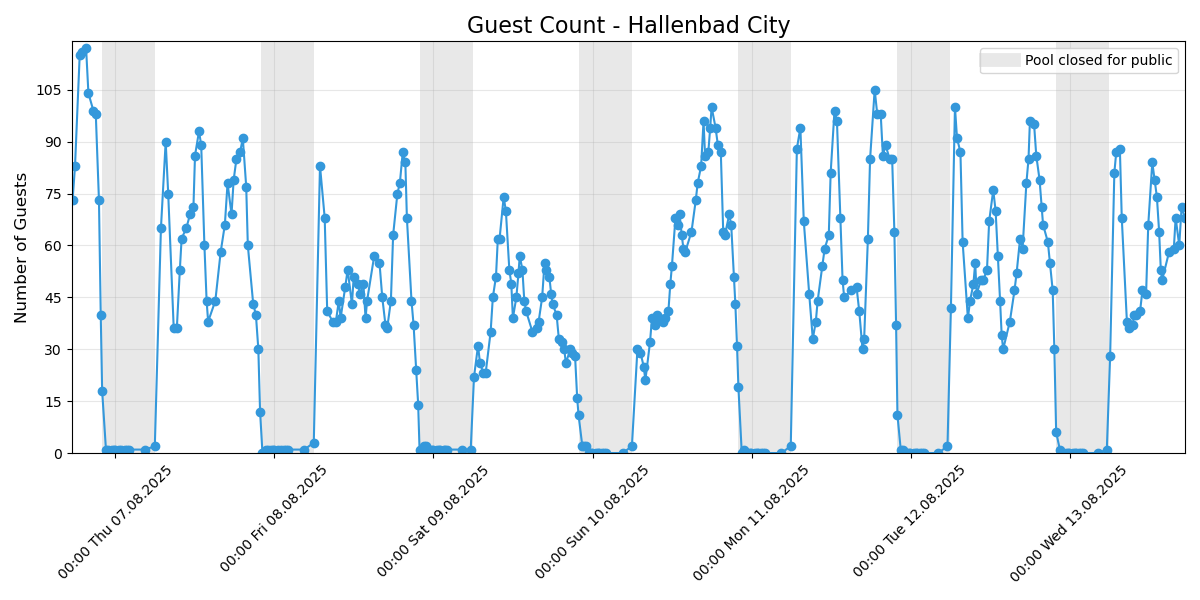 Guest Count - Hallenbad City
Pool closed for public
Number of Guests
105
90
75
60
45
30
15
0
00:00 Thu 07.08.2025
00:00 Fri 08.08.2025
00:00 Sat 09.08.2025
00:00 Sun 10.08.2025
00:00 Mon 11.08.2025
00:00 Tue 12.08.2025
00:00 Wed 13.08.2025